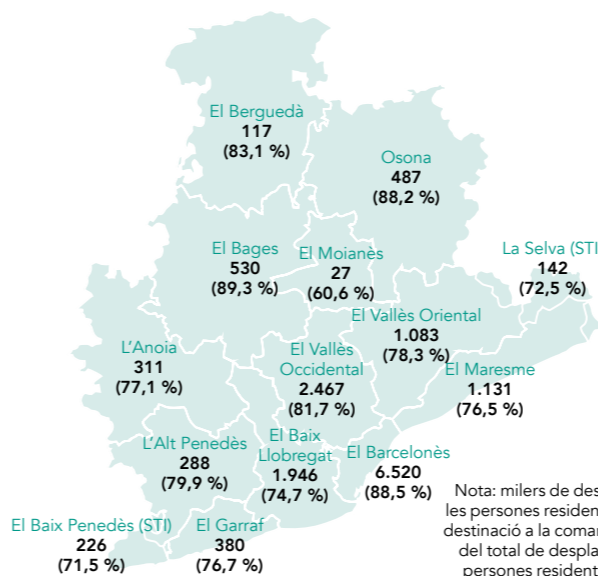 El Berguedà
117
(83,1 %)
Osona
487
(88,2 %)
El Bages
530
(89,3 %)
El Moianès
27
(60,6 %)
La Selva (STI
142
(72,5 %)
El Vallès Oriental
1.083
(78,3 %)
L'Anoia
311
(77,1 %)
El Vallès
Occidental
2.467
(81,7 %)
El Maresme
1.131
(76,5 %)
L'Alt Penedès
288
(79,9 %)
El Baix
Llobregat
1.946
(74,7 %)
El Barcelonès
6.520
(88,5 %)
El Baix Penedès (STI)
226
(71,5 %)
El Garraf
380
(76,7 %)
Nota: milers de des
les persones residen
destinació a la comar
del total de despla
persones resident